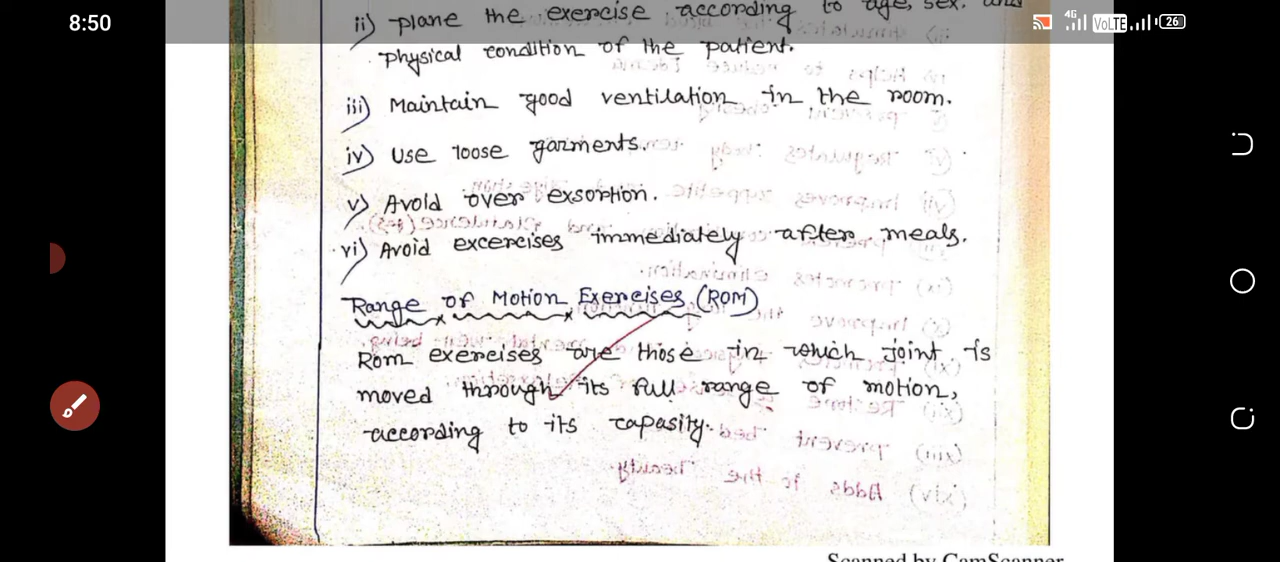 8:50
4G
VoLTE
26
ii) plane the exercise according to age, sex. and
physical condition of the patient.
iii) Maintain good ventilation in the room.
iv) Use loose garments.
v) Avoid over exsortion.
vi) Avoid excercises immediately after meals.
Range of Motion Exercises (ROM)
Rom exercises are those in which joint is
moved through its full range of motion,
according to its capasity.
Scanned by CamScanner